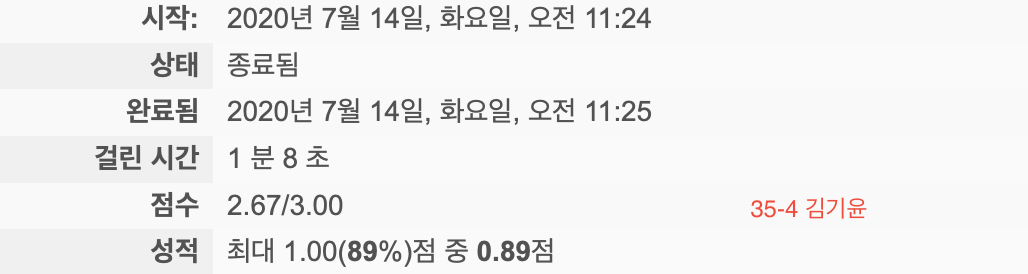 시작: 2020년 7월 14일, 화요일, 오전 11:24
상태 종료됨
완료됨 2020년 7월 14일, 화요일, 오전 11:25
걸린 시간 1 분 8 초
점수 2.67/3.00 35-4 김기윤
성적 최대 1.00(89%)점 중 0.89점